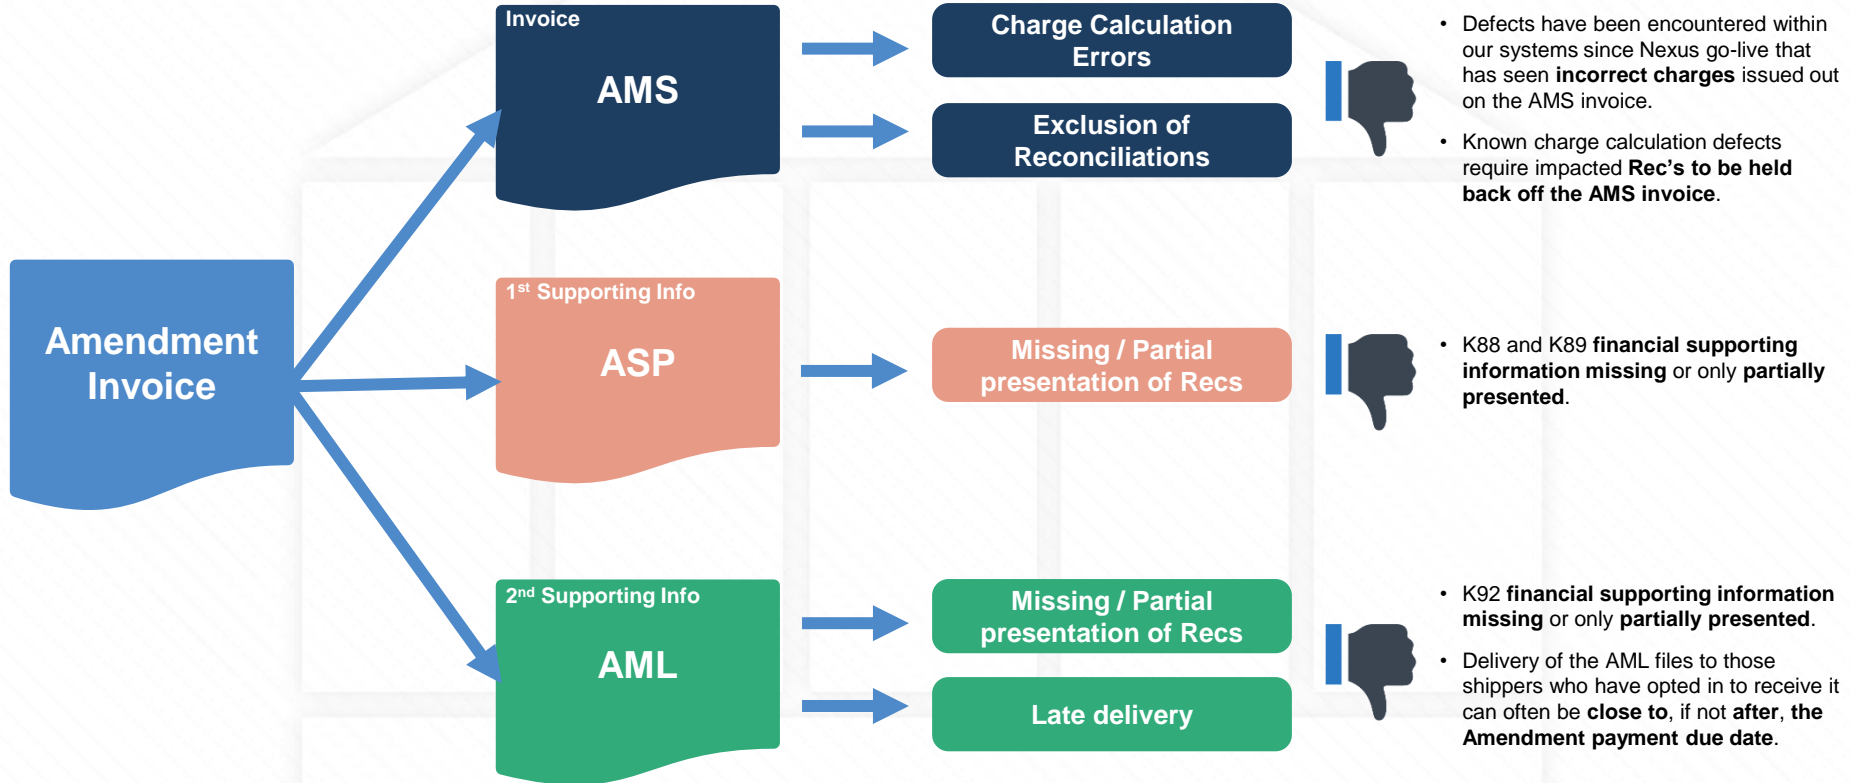 Amendment
Invoice
Invoice
AMS
Charge Calculation
Errors
Exclusion of
Reconciliations
• Defects have been encountered within
our systems since Nexus go-live that
has seen incorrect charges issued out
on the AMS invoice.
• Known charge calculation defects
require impacted Rec's to be held
back off the AMS invoice.
1st Supporting Info
ASP
Missing / Partial
presentation of Recs
• K88 and K89 financial supporting
information missing or only partially
presented.
2nd Supporting Info
AML
Missing / Partial
presentation of Recs
Late delivery
• K92 financial supporting information
missing or only partially presented.
• Delivery of the AML files to those
shippers who have opted in to receive it
can often be close to, if not after, the
Amendment payment due date.